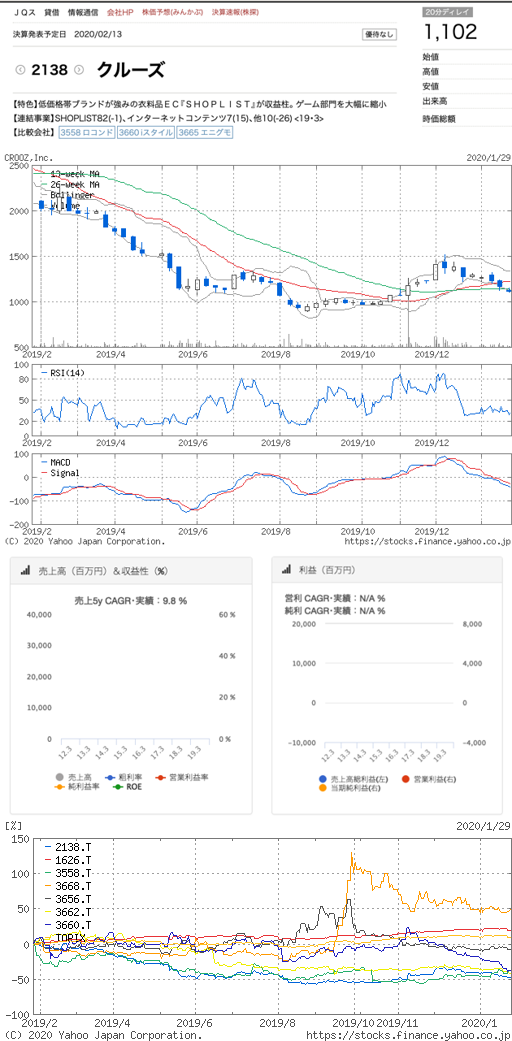 ＪＱス 貸借 情報通信 会社HP 株価予想(みんかぶ) 決算速報(株探)
20分ディレイ
決算発表予定日 2020/02/13
優待なし
1,102
2138
クルーズ
始値
高値
安値
出来高
時価総額
【特色】低価格帯ブランドが強みの衣料品ＥＣ『ＳＨＯＰＬＩＳＴ』が収益柱。ゲーム部門を大幅に縮小
【連結事業】SHOPLIST82(-1)、インターネットコンテンツ7(15)、他10(-26) <19・3>
【比較会社】 3558 ロコンド 3660 iスタイル 3665 エニグモ
CROOZ,Inc.
2020/1/29
2500
13-week MA
26-week MA
Bollinger
Volume
2000
1500
1000
500
2019/2 2019/4 2019/6 2019/8 2019/10 2019/12
100
RSI(14)
80
50
20
0
2019/2 2019/4 2019/6 2019/8 2019/10 2019/12
100
MACD
Signal
0
-100
-200
2019/2 2019/4 2019/6 2019/8 2019/10 2019/12
(C) 2020 Yahoo Japan Corporation.
https://stocks.finance.yahoo.co.jp/
売上高（百万円）＆収益性（%）
売上5y CAGR・実績：9.8 %
40,000
30,000
20,000
10,000
0
60 %
40 %
20 %
0 %
12.3 13.3 14.3 15.3 16.3 17.3 18.3 19.3
売上高 粗利率 営業利益率
純利益率 ROE
利益（百万円）
営利 CAGR・実績：N/A %
純利 CAGR・実績：N/A %
20,000
10,000
0
-10,000
8,000
4,000
0
-4,000
12.3 13.3 14.3 15.3 16.3 17.3 18.3 19.3
売上高総利益(左) 営業利益(右)
当期純利益(右)
[%]
2020/1/29
150
100
50
0
-50
-100
2138.T
1626.T
3558.T
3668.T
3656.T
3662.T
3660.T
TOPIX
2019/2 2019/4 2019/6 2019/8 2019/10 2019/11 2020/1
(C) 2020 Yahoo Japan Corporation.
https://stocks.finance.yahoo.co.jp/